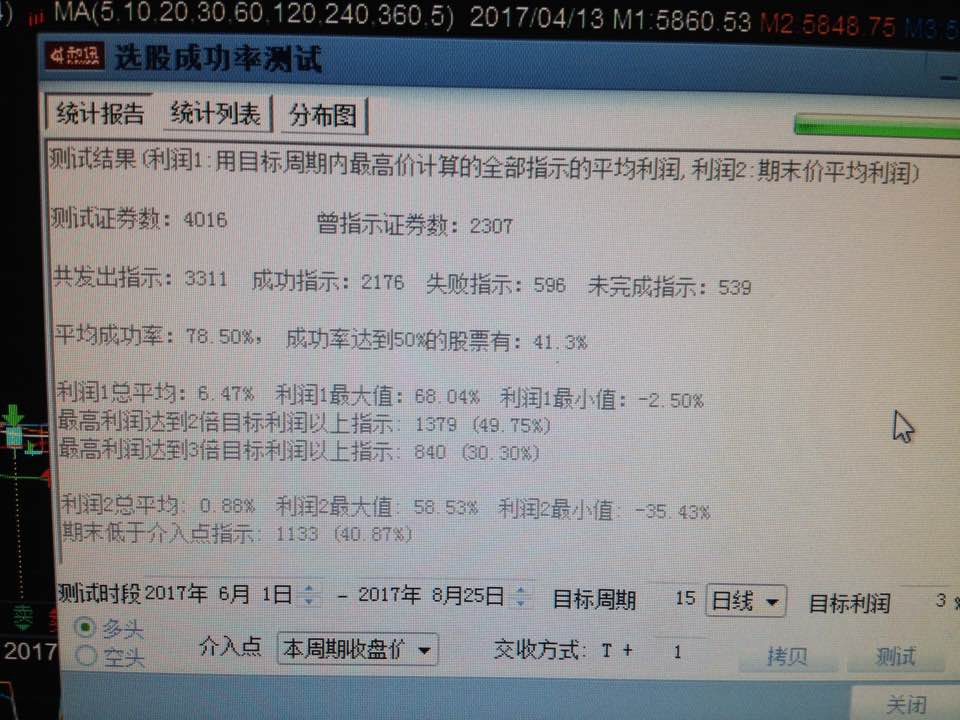 MA(5.10.20.30.60.120.240.360.5) 2017/04/13 M1:5860.53 M2.5848.75
和讯 选股成功率测试
统计报告 统计列表 分布图
测试结果(利润1:用目标周期内最高价计算的全部指示的平均利润,利润2:期末价平均利润)
测试证券数: 4016 曾指示证券数: 2307
共发出指示: 3311 成功指示: 2176 失败指示: 596 未完成指示: 539
平均成功率: 78.50%, 成功率达到50%的股票有: 41.3%
利润1总平均: 6.47% 利润1最大值: 68.04% 利润1最小值: -2.50%
最高利润达到2倍目标利润以上指示: 1379 (49.75%)
最高利润达到3倍目标利润以上指示: 840 (30.30%)
利润2总平均: 0.88% 利润2最大值: 58.53% 利润2最小值: -35.43%
期末低于介入点指示: 1133 (40.87%)
测试时段 2017年 6月 1日 - 2017年 8月25日 目标周期 15 日线 目标利润 3 %
卖
多头
介入点 本周期收盘价 交收方式: T + 1 拷贝 测试
2017
空头
关闭